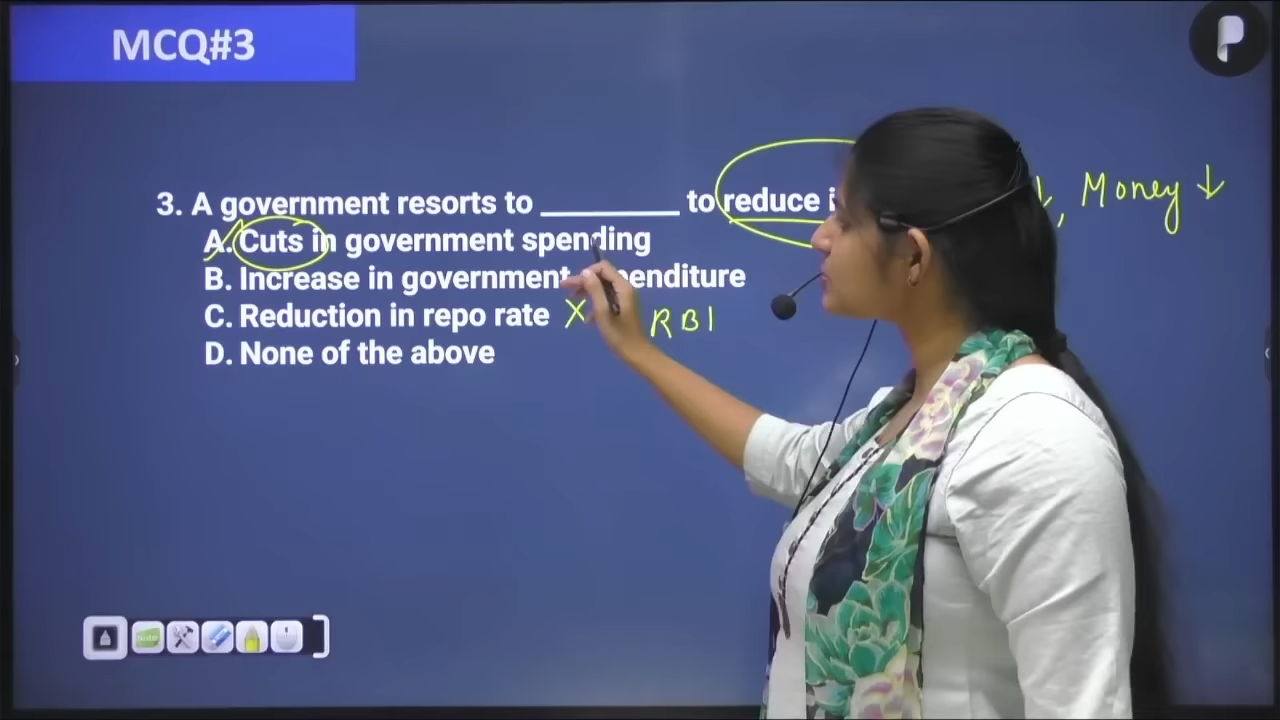 MCQ#3
3. A government resorts to __________ to reduce
↓, Money ↓
A. Cuts in government spending
B. Increase in government
C. Reduction in repo rate X RBI
D. None of the above